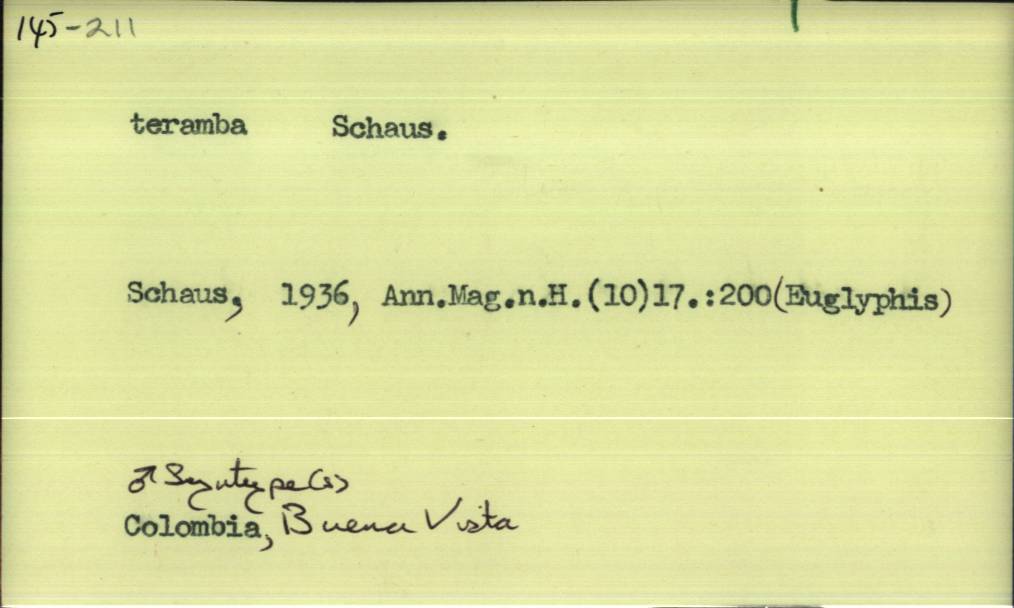 145-211
teramba Schaus.
Schaus, 1936, Ann.Mag.n.H.(10)17.:200(Euglyphis)
♂ Syntype(s)
Colombia, Buena Vista